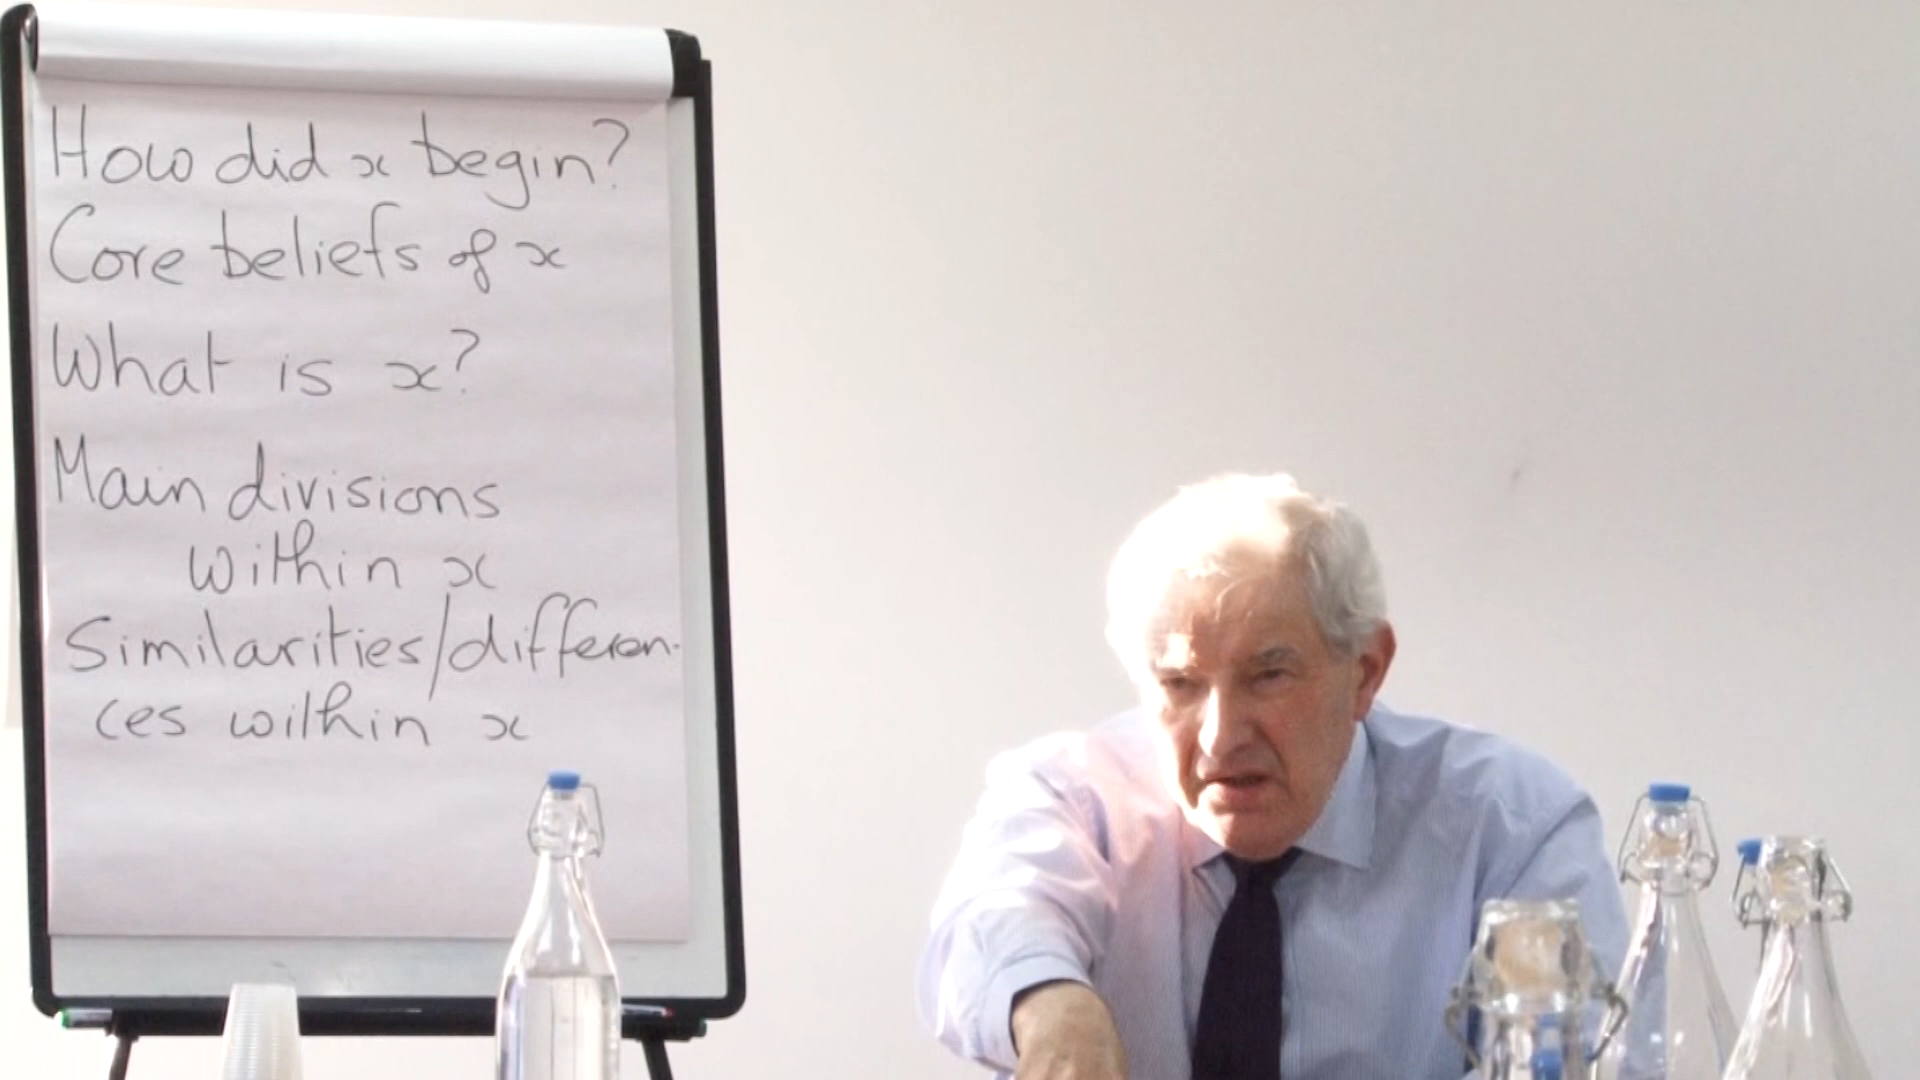 How did x begin?
Core beliefs of x
What is x?
Main divisions
within x
Similarities/differen-
ces within x